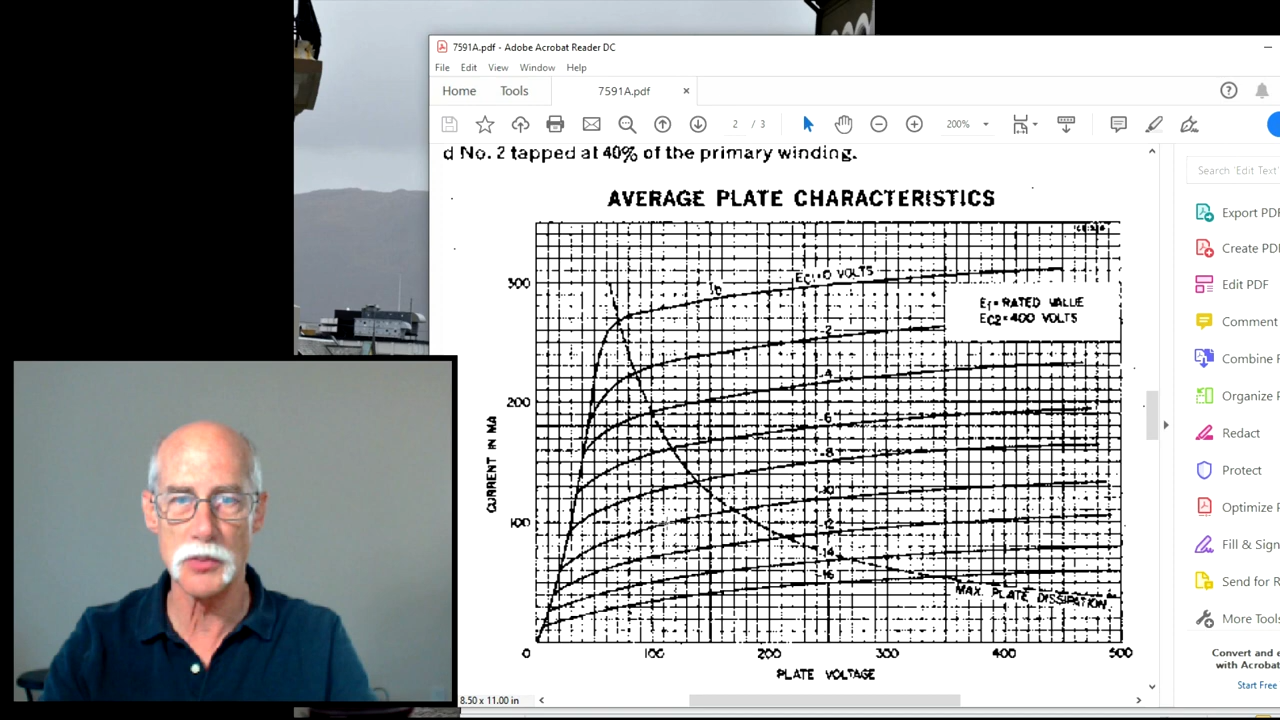 7591A.pdf - Adobe Acrobat Reader DC
File Edit View Window Help
Home Tools 7591A.pdf
2 / 3 200%
d No. 2 tapped at 40% of the primary winding.
Search 'Edit Text'
AVERAGE PLATE CHARACTERISTICS
Export PDF
Create PD
Edit PDF
Comment
Combine F
Organize P
Redact
Protect
Optimize P
Fill & Sign
Send for R
More Tools
Convert and e
with Acrobat
Start Free
300
200
100
CURRENT IN MA
Ib
EC1=0 VOLTS
Ef=RATED VALUE
EC2=400 VOLTS
-2
-4
-6
-8
-10
-12
-14
-16
MAX. PLATE DISSIPATION
0 100 200 300 400 500
PLATE VOLTAGE
8.50 x 11.00 in